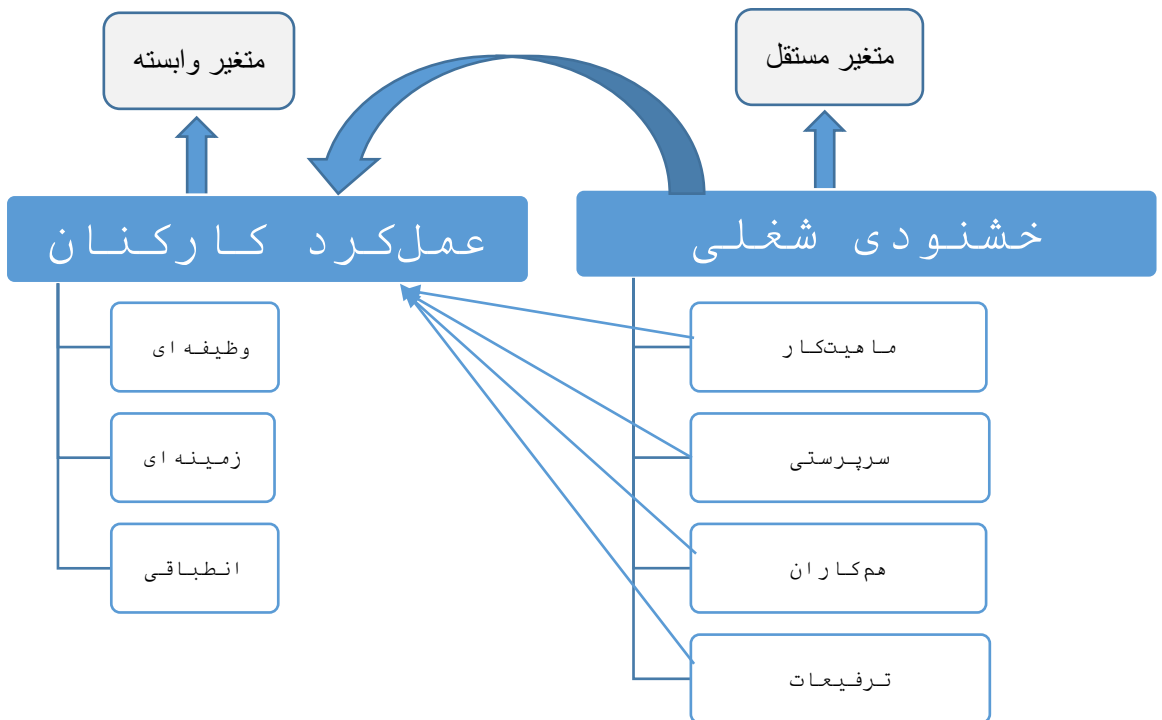 متغیر مستقل
متغیر وابسته
خشنودی شغلی
عملکرد کارکنان
ماهیتکار
سرپرستی
همکاران
ترفیعات
وظیفه ای
زمینه ای
انطباقی